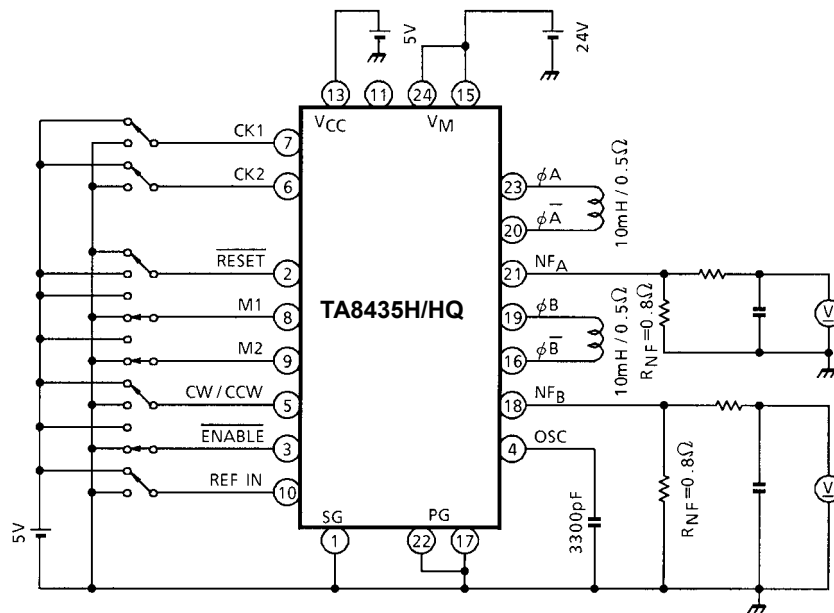 5V
24V
13
11
24
15
VCC
VM
CK1
7
CK2
6
RESET
2
M1
8
M2
9
CW / CCW
5
ENABLE
3
REF IN
10
TA8435H/HQ
23
φA
20
φA
10mH / 0.5Ω
21
NFA
19
φB
16
φB
10mH / 0.5Ω
18
NFB
4
OSC
RNF=0.8Ω
V
RNF=0.8Ω
V
3300pF
5V
SG
PG
1
22
17